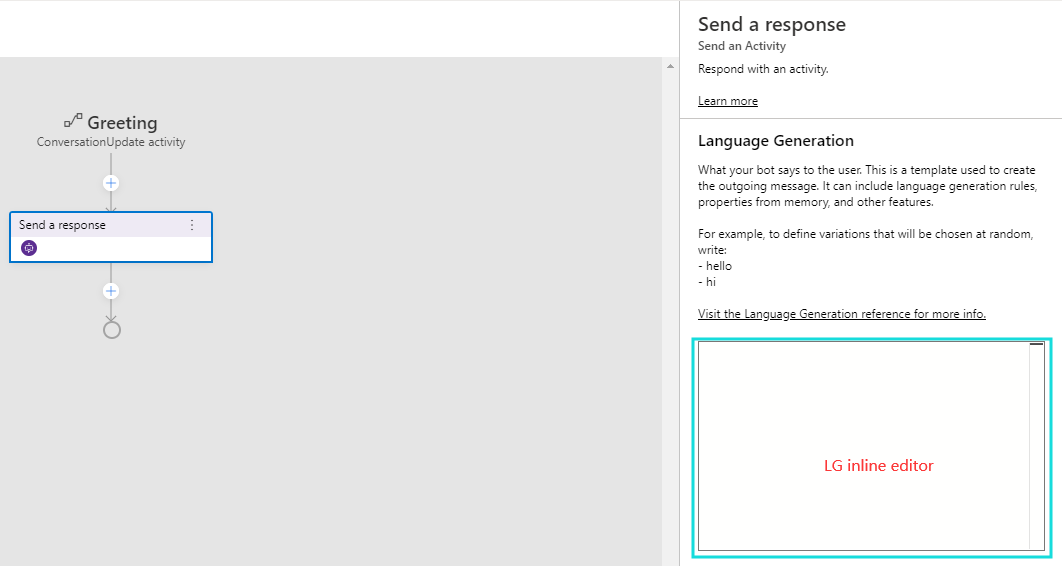 Greeting
ConversationUpdate activity
Send a response
Send a response
Send an Activity
Respond with an activity.
Learn more
Language Generation
What your bot says to the user. This is a template used to create
the outgoing message. It can include language generation rules,
properties from memory, and other features.
For example, to define variations that will be chosen at random,
write:
- hello
- hi
Visit the Language Generation reference for more info.
LG inline editor